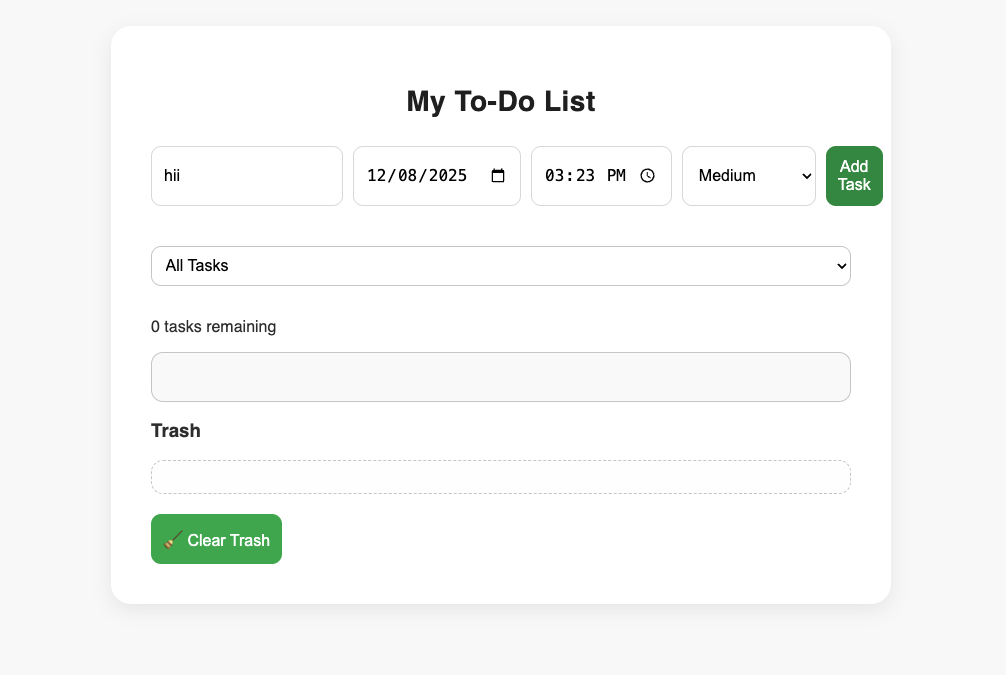 My To-Do List
hii
12/08/2025
03:23 PM
Medium
Add
Task
All Tasks
0 tasks remaining
Trash
🧹 Clear Trash